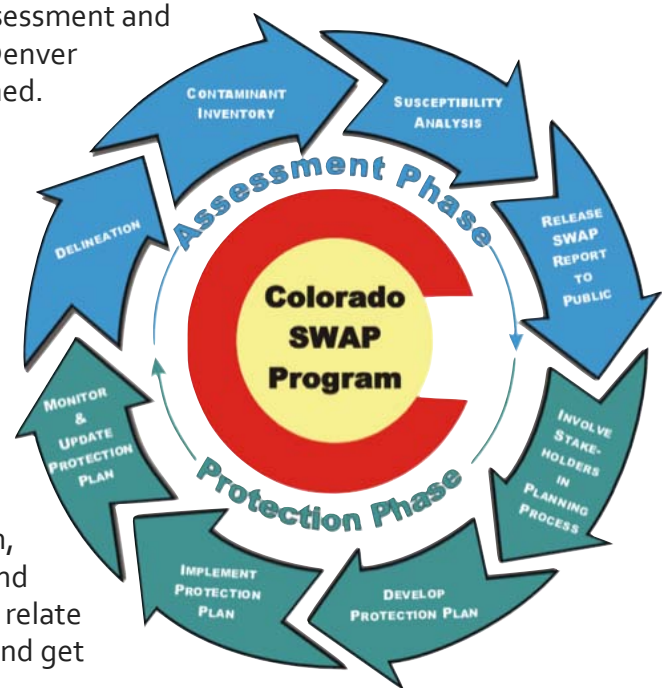 sessment and
Denver
ned.
CONTAMINANT
INVENTORY
SUSCEPTIBILITY
ANALYSIS
Assessment Phase
DELINEATION
RELEASE
SWAP
REPORT
TO
PUBLIC
Colorado
SWAP
Program
MONITOR
&
UPDATE
PROTECTION
PLAN
INVOLVE
STAKE-
HOLDERS
IN
PLANNING
PROCESS
Protection Phase
IMPLEMENT
PROTECTION
PLAN
DEVELOP
PROTECTION PLAN
n,
nd
relate
nd get